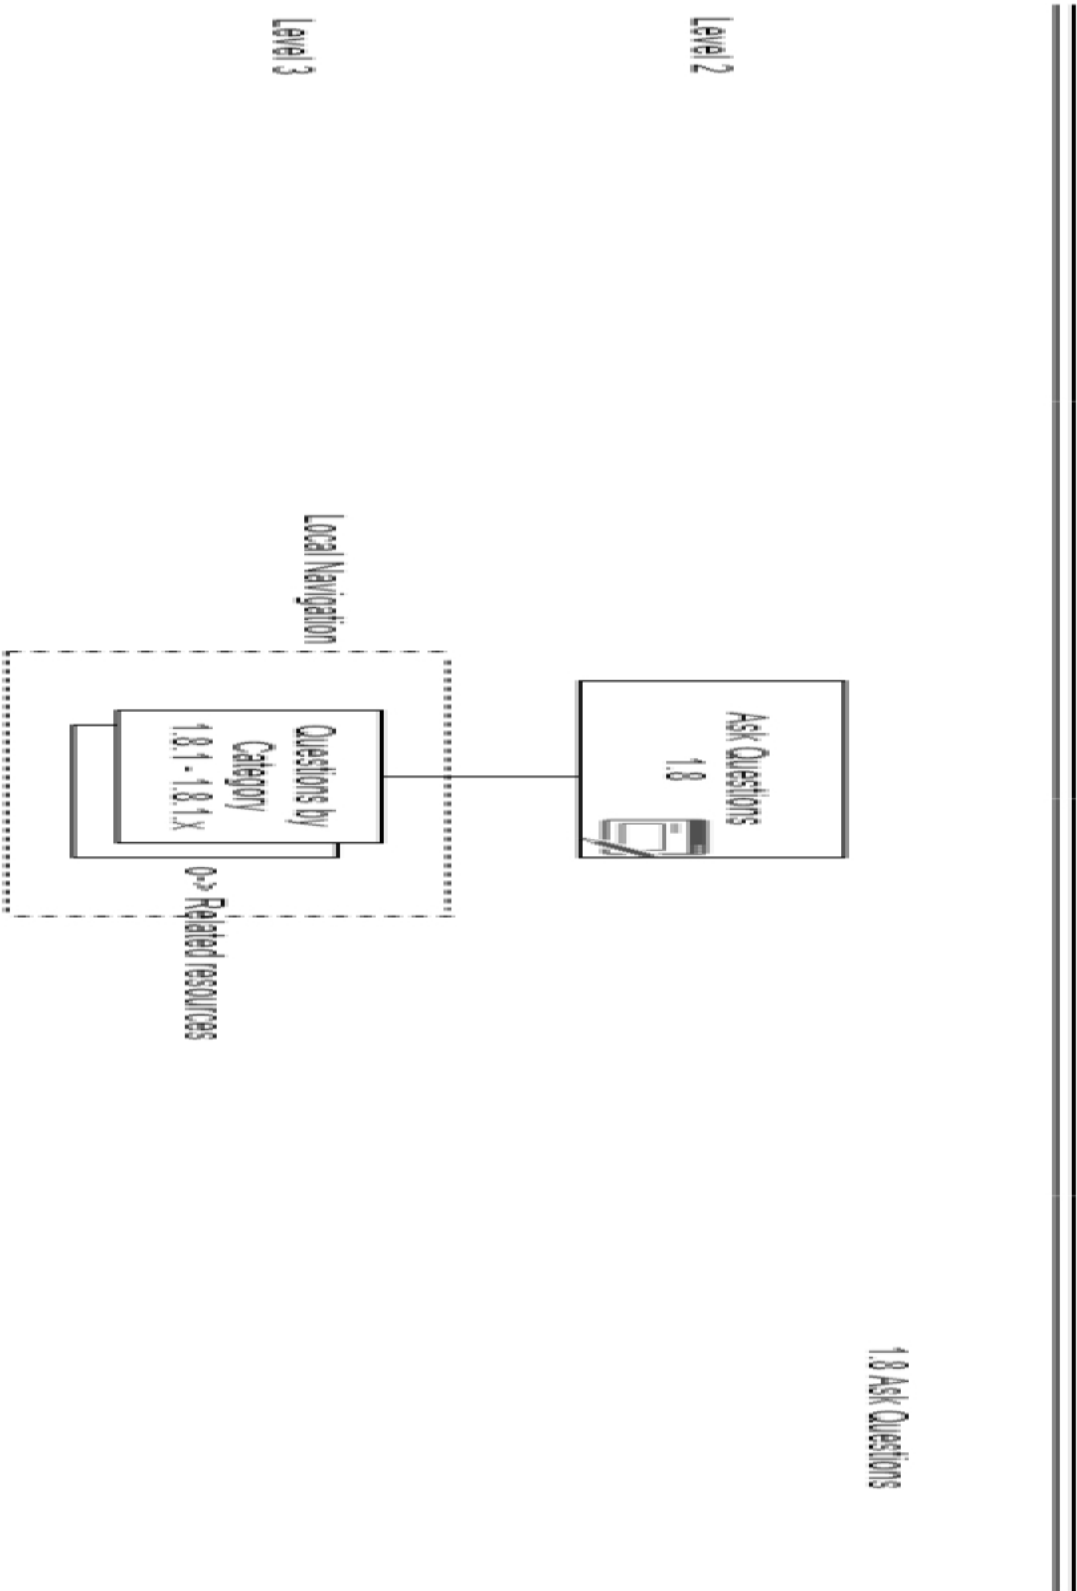 1.8 Ask Questions
Level 2
Ask Questions
1.8
Level 3
Local Navigation
Questions by
Category
1.8.1 - 1.8.1.x
o-> Related resources